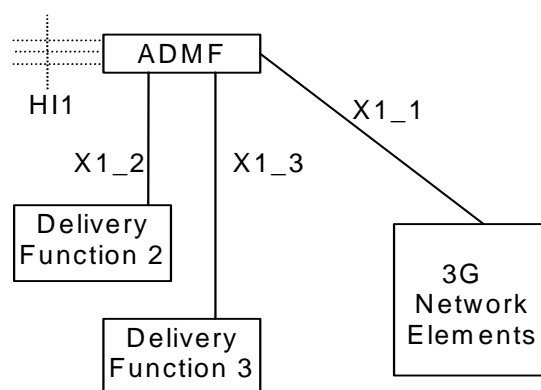 ADMF
HI1
X1_1
X1_2
X1_3
Delivery
Function 2
3G
Network
Elements
Delivery
Function 3